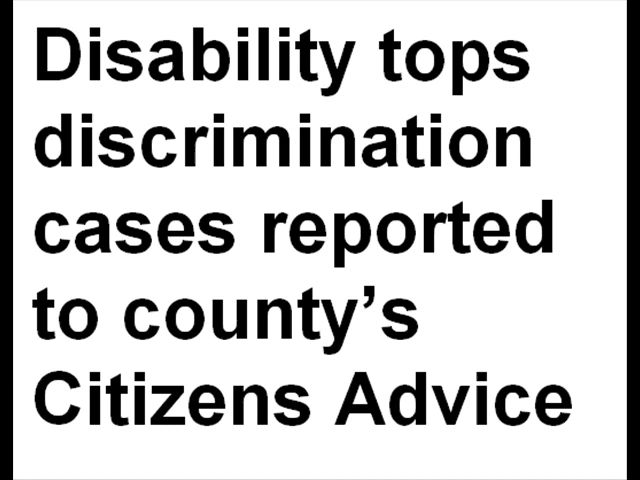 Disability tops
discrimination
cases reported
to county’s
Citizens Advice